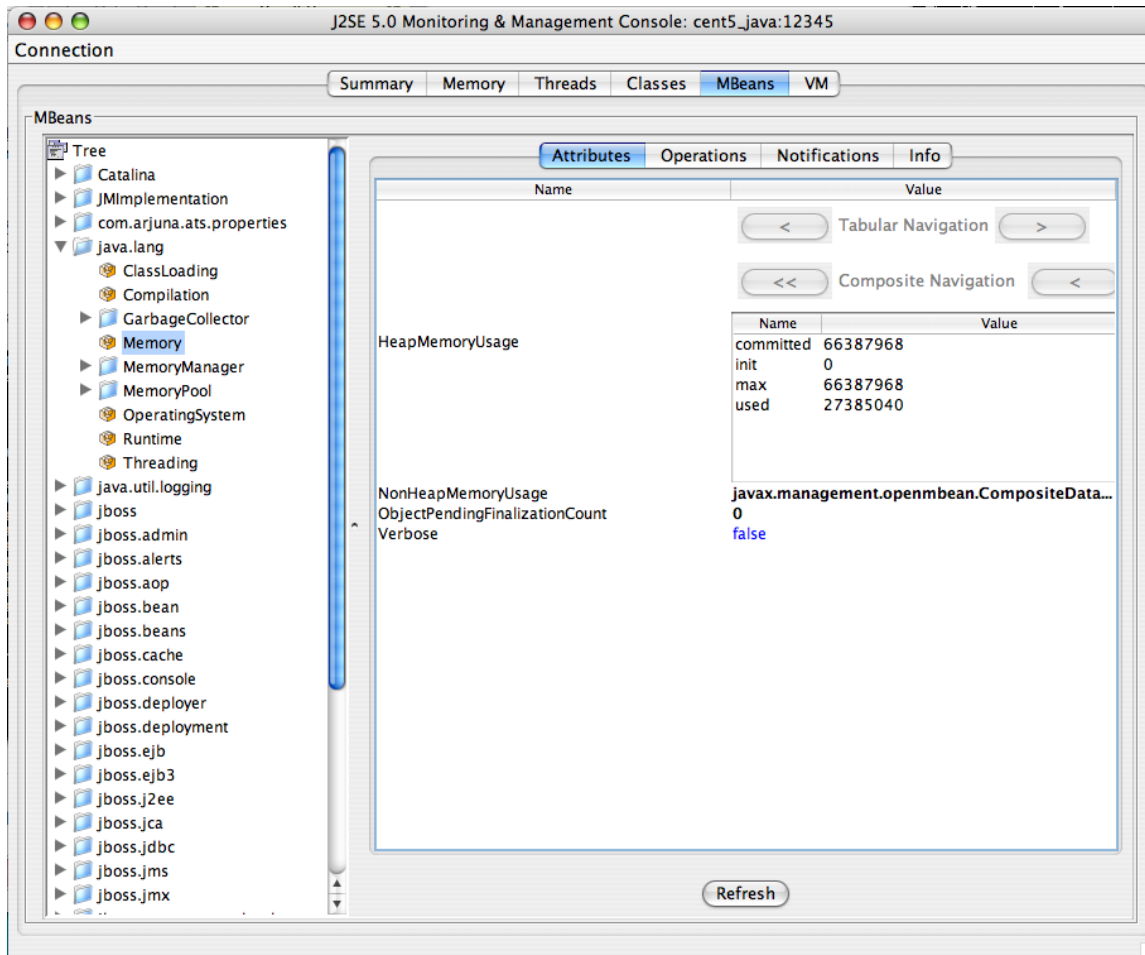 J2SE 5.0 Monitoring & Management Console: cent5_java:12345
Connection
Summary Memory Threads Classes MBeans VM
MBeans
Tree
Catalina
JMImplementation
com.arjuna.ats.properties
java.lang
ClassLoading
Compilation
GarbageCollector
Memory
MemoryManager
MemoryPool
OperatingSystem
Runtime
Threading
java.util.logging
jboss
jboss.admin
jboss.alerts
jboss.aop
jboss.bean
jboss.beans
jboss.cache
jboss.console
jboss.deployer
jboss.deployment
jboss.ejb
jboss.ejb3
jboss.j2ee
jboss.jca
jboss.jdbc
jboss.jms
jboss.jmx
Attributes Operations Notifications Info
Name Value
< Tabular Navigation >
<< Composite Navigation <
HeapMemoryUsage
Name Value
committed 66387968
init 0
max 66387968
used 27385040
NonHeapMemoryUsage javax.management.openmbean.CompositeData...
ObjectPendingFinalizationCount 0
Verbose false
Refresh